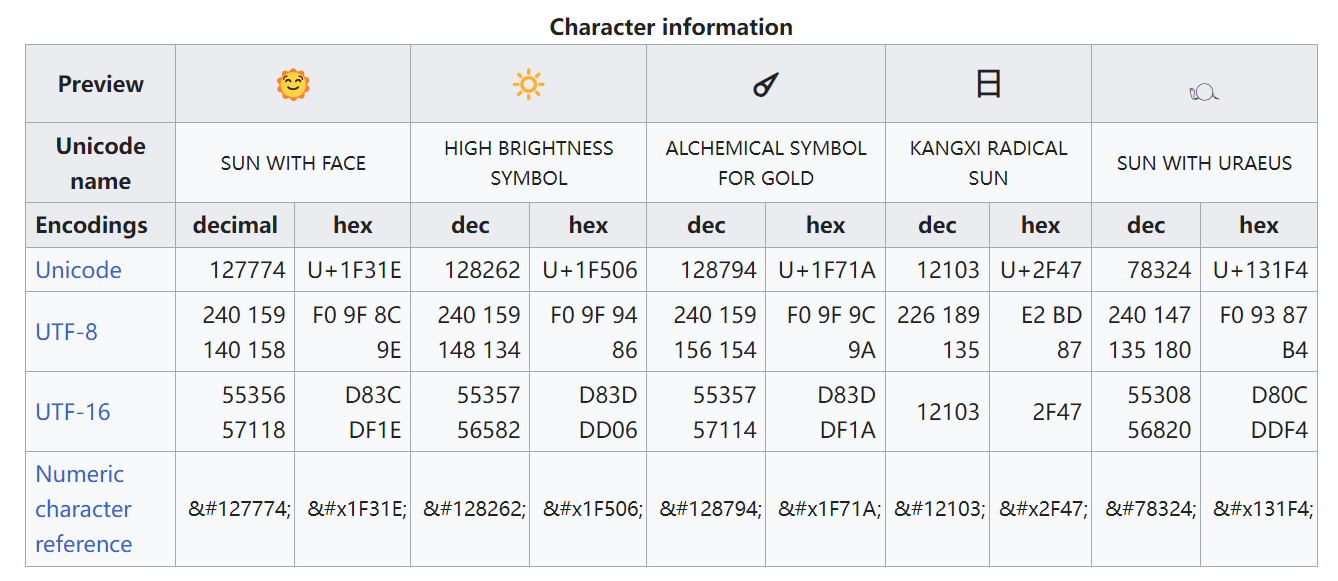 Character information
Preview 🌞 🔆 🜚 ⽇ 𓇴
Unicode name SUN WITH FACE HIGH BRIGHTNESS SYMBOL ALCHEMICAL SYMBOL FOR GOLD KANGXI RADICAL SUN SUN WITH URAEUS
Encodings decimal hex dec hex dec hex dec hex dec hex
Unicode 127774 U+1F31E 128262 U+1F506 128794 U+1F71A 12103 U+2F47 78324 U+131F4
UTF-8 240 159 140 158 F0 9F 8C 9E 240 159 148 134 F0 9F 94 86 240 159 156 154 F0 9F 9C 9A 226 189 135 E2 BD 87 240 147 135 180 F0 93 87 B4
UTF-16 55356 57118 D83C DF1E 55357 56582 D83D DD06 55357 57114 D83D DF1A 12103 2F47 55308 56820 D80C DDF4
Numeric character reference &#127774; &#x1F31E; &#128262; &#x1F506; &#128794; &#x1F71A; &#12103; &#x2F47; &#78324; &#x131F4;